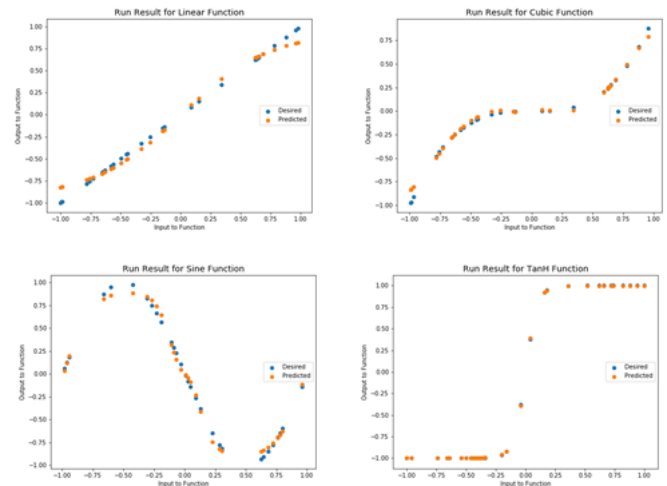 Run Result for Linear Function
1.00
0.75
0.50
0.25
0.00
-0.25
-0.50
-0.75
-1.00
Output to Function
Desired
Predicted
-1.00 -0.75 -0.50 -0.25 0.00 0.25 0.50 0.75 1.00
Input to Function
Run Result for Cubic Function
0.75
0.50
0.25
0.00
-0.25
-0.50
-0.75
-1.00
Output to Function
Desired
Predicted
-1.00 -0.75 -0.50 -0.25 0.00 0.25 0.50 0.75 1.00
Input to Function
Run Result for Sine Function
1.00
0.75
0.50
0.25
0.00
-0.25
-0.50
-0.75
-1.00
Output to Function
Desired
Predicted
-1.00 -0.75 -0.50 -0.25 0.00 0.25 0.50 0.75 1.00
Input to Function
Run Result for TanH Function
1.00
0.75
0.50
0.25
0.00
-0.25
-0.50
-0.75
-1.00
Output to Function
Desired
Predicted
-1.00 -0.75 -0.50 -0.25 0.00 0.25 0.50 0.75 1.00
Input to Function